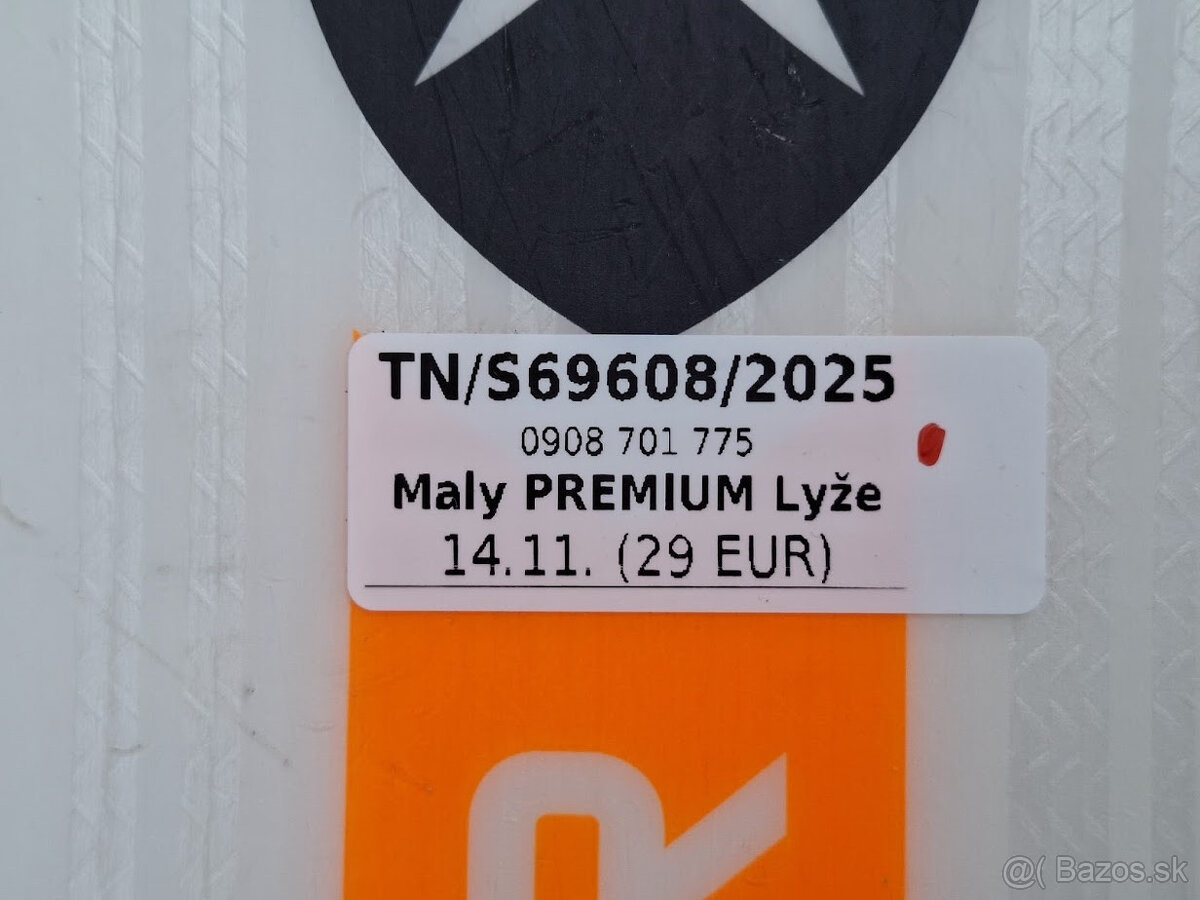 TN/S69608/2025
0908 701 775
Maly PREMIUM Lyže
14.11. (29 EUR)
R
@( Bazos.sk